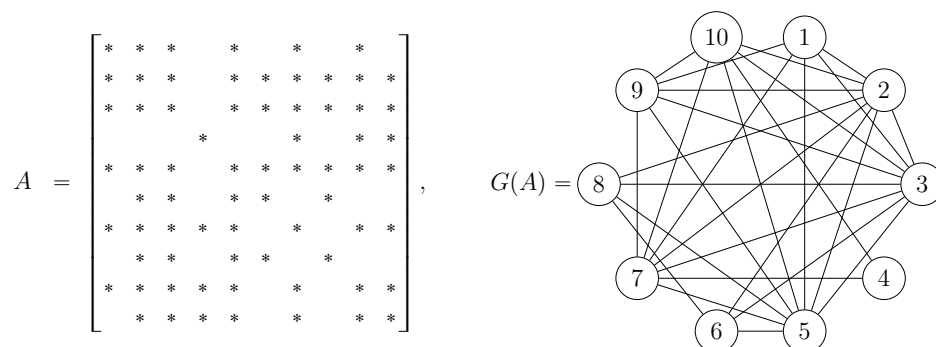 * * * * * *
* * * * * * * * *
* * * * * * * * *
* * * *
A = * * * * * * * * * ,
* * * * *
* * * * * * * *
* * * * *
* * * * * * * *
* * * * * * *
G(A) =
10 1
9 2
8 3
7 4
6 5